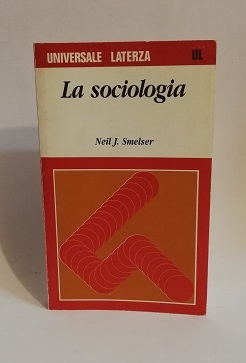 UNIVERSALE LATERZA UL
La sociologia
Neil J. Smelser